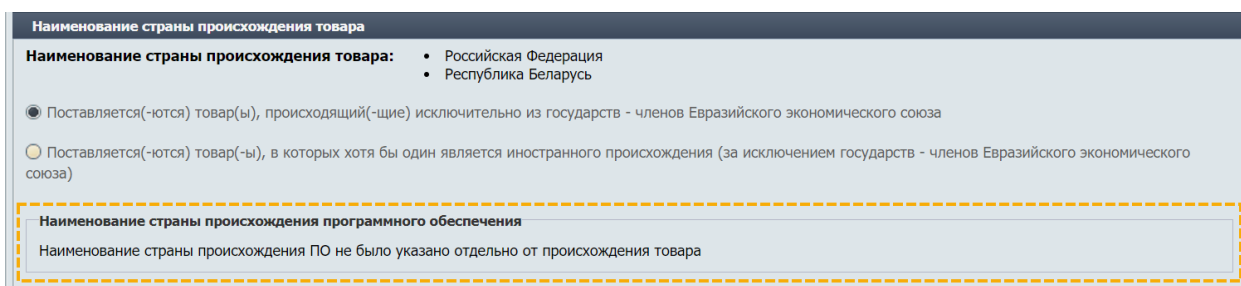 Наименование страны происхождения товара
Наименование страны происхождения товара:
• Российская Федерация
• Республика Беларусь
Поставляется(-ются) товар(ы), происходящий(-щие) исключительно из государств - членов Евразийского экономического союза
Поставляется(-ются) товар(-ы), в которых хотя бы один является иностранного происхождения (за исключением государств - членов Евразийского экономического
союза)
Наименование страны происхождения программного обеспечения
Наименование страны происхождения ПО не было указано отдельно от происхождения товара